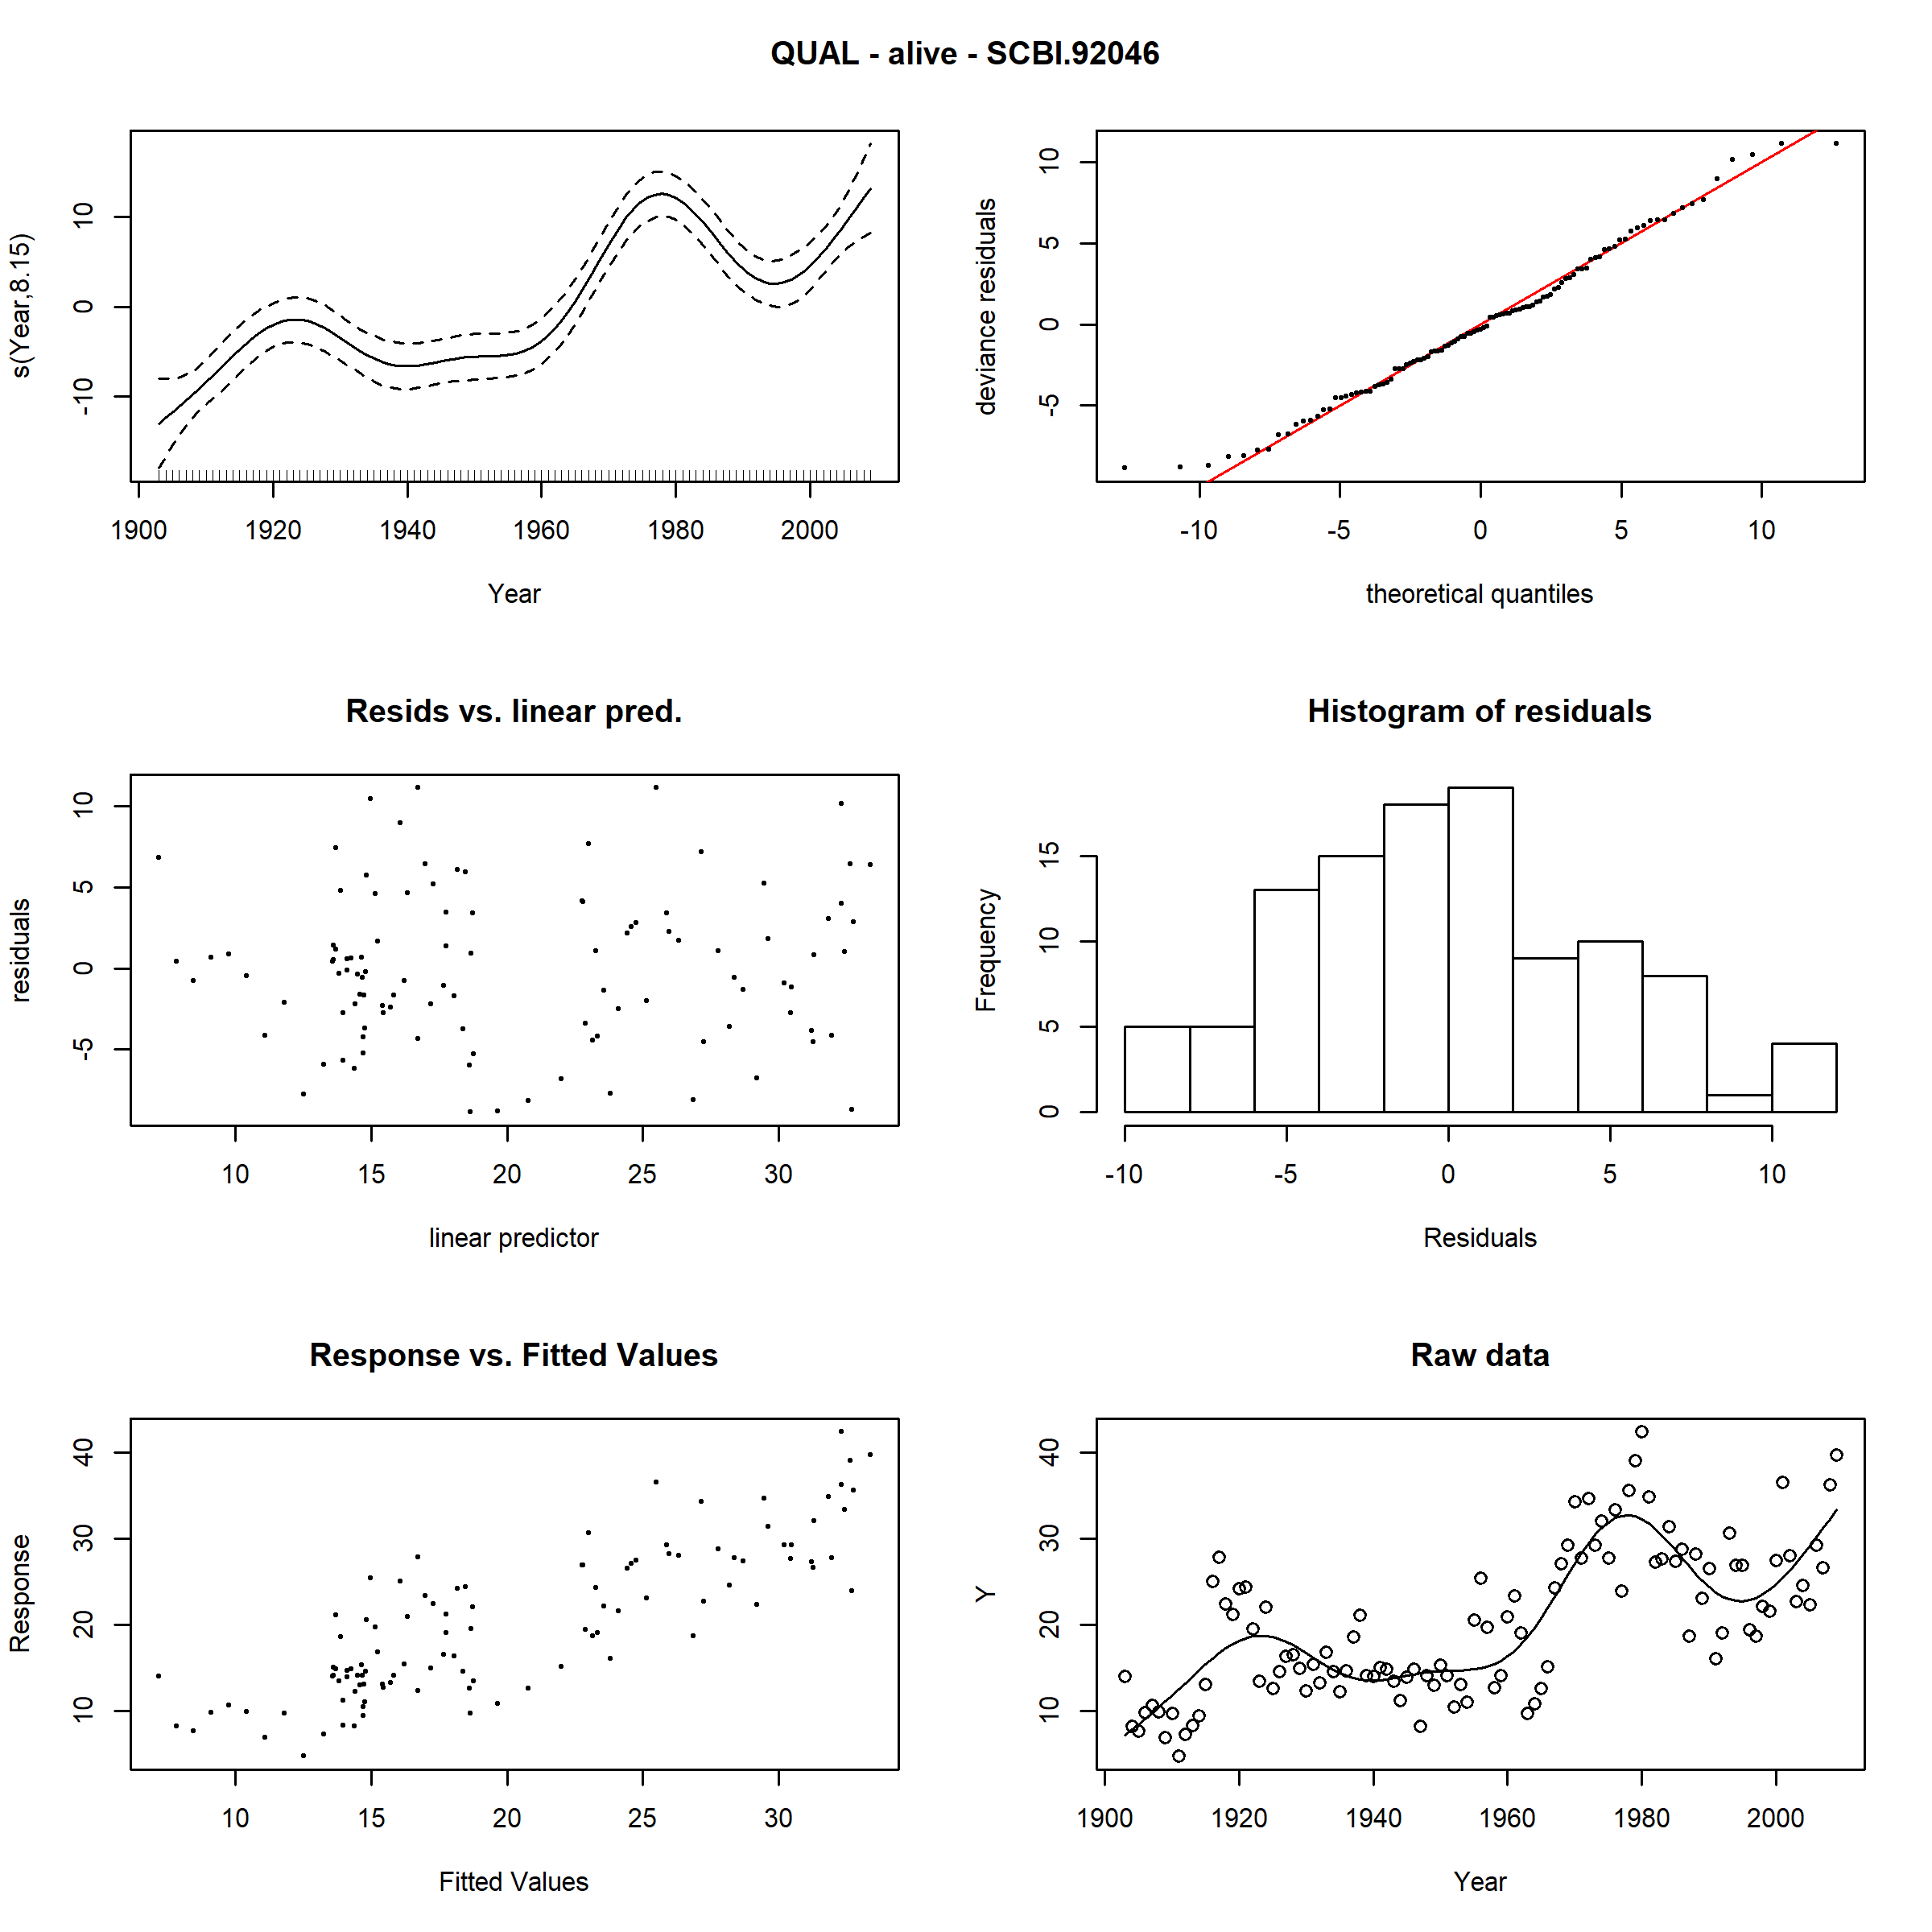 QUAL - alive - SCBI.92046
s(Year,8.15)
10
0
-10
1900 1920 1940 1960 1980 2000
Year
deviance residuals
10
5
0
-5
-10 -5 0 5 10
theoretical quantiles
Resids vs. linear pred.
residuals
10
5
0
-5
10 15 20 25 30
linear predictor
Histogram of residuals
Frequency
15
10
5
0
-10 -5 0 5 10
Residuals
Response vs. Fitted Values
Response
40
30
20
10
10 15 20 25 30
Fitted Values
Raw data
Y
40
30
20
10
1900 1920 1940 1960 1980 2000
Year